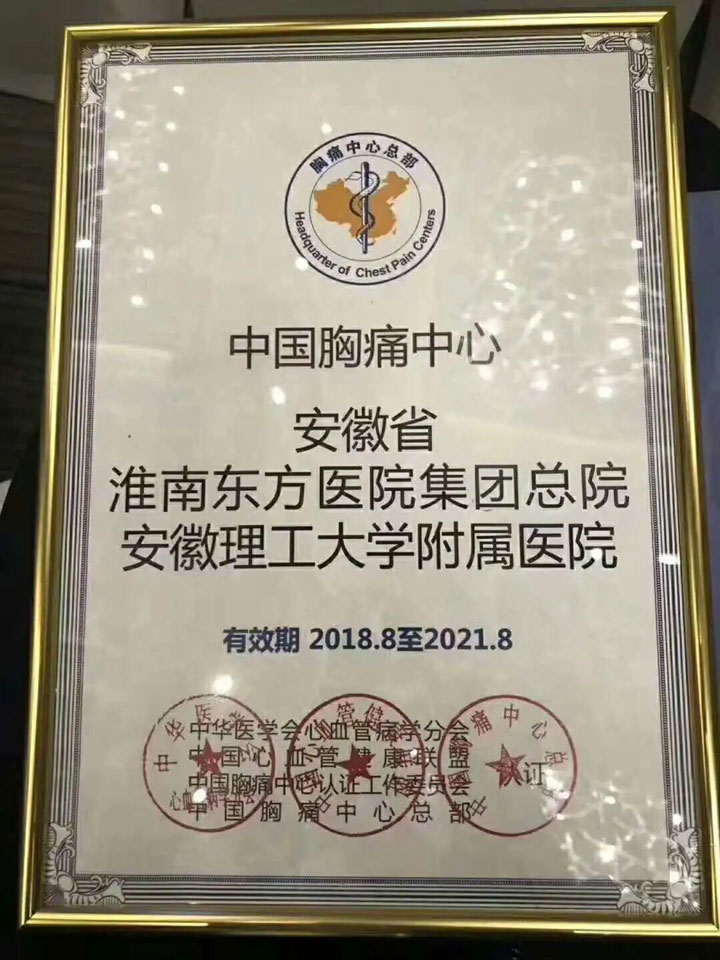 胸痛中心总部
Headquarter of Chest Pain Centers
中国胸痛中心
安徽省
淮南东方医院集团总院
安徽理工大学附属医院
有效期 2018.8至2021.8
中华医学会心血管病学分会
中国心血管健康联盟
中国胸痛中心认证工作委员会
中国胸痛中心总部
认证